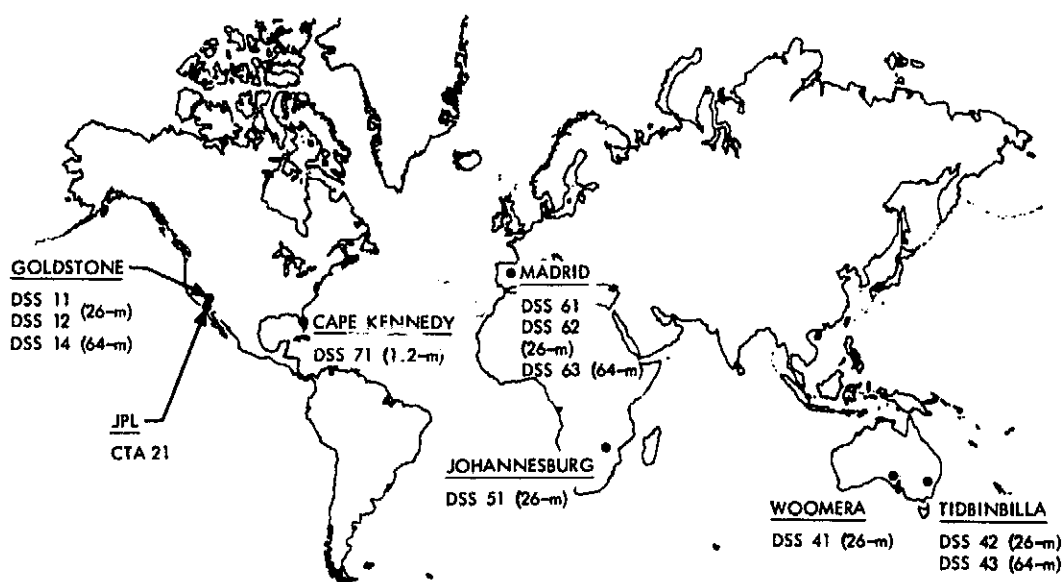 GOLDSTONE
DSS 11
DSS 12 (26-m)
DSS 14 (64-m)
JPL
CTA 21
CAPE KENNEDY
DSS 71 (1.2-m)
MADRID
DSS 61
DSS 62
(26-m)
DSS 63 (64-m)
JOHANNESBURG
DSS 51 (26-m)
WOOMERA
DSS 41 (26-m)
TIDBINBILLA
DSS 42 (26-m)
DSS 43 (64-m)